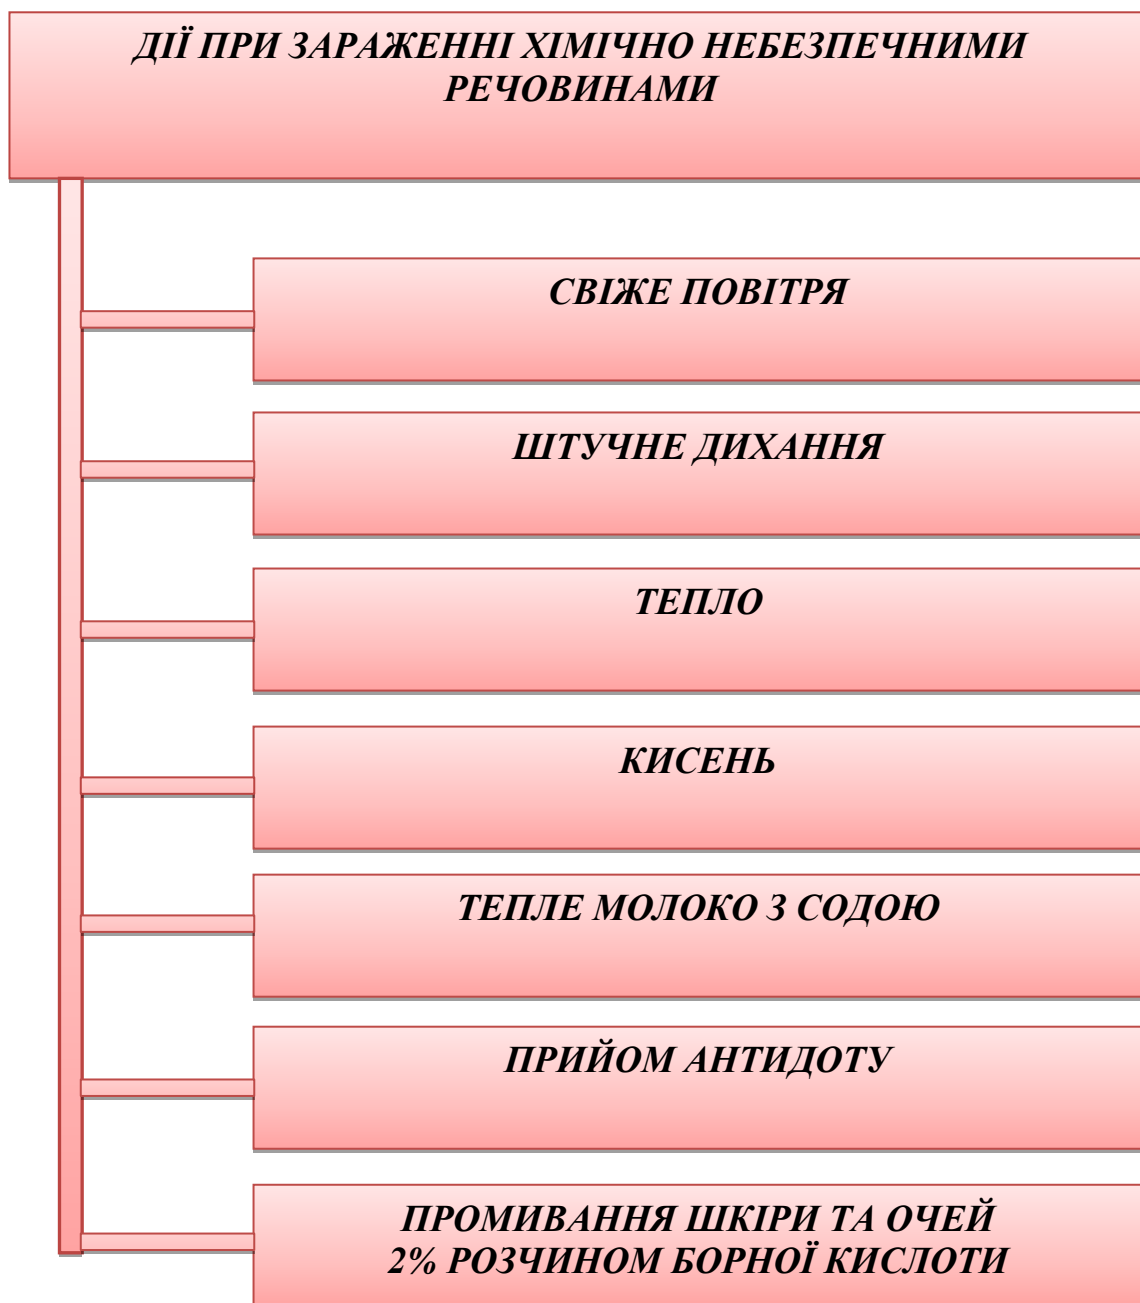 ДІЇ ПРИ ЗАРАЖЕННІ ХІМІЧНО НЕБЕЗПЕЧНИМИ
РЕЧОВИНАМИ
СВІЖЕ ПОВІТРЯ
ШТУЧНЕ ДИХАННЯ
ТЕПЛО
КИСЕНЬ
ТЕПЛЕ МОЛОКО З СОДОЮ
ПРИЙОМ АНТИДОТУ
ПРОМИВАННЯ ШКІРИ ТА ОЧЕЙ
2% РОЗЧИНОМ БОРНОЇ КИСЛОТИ